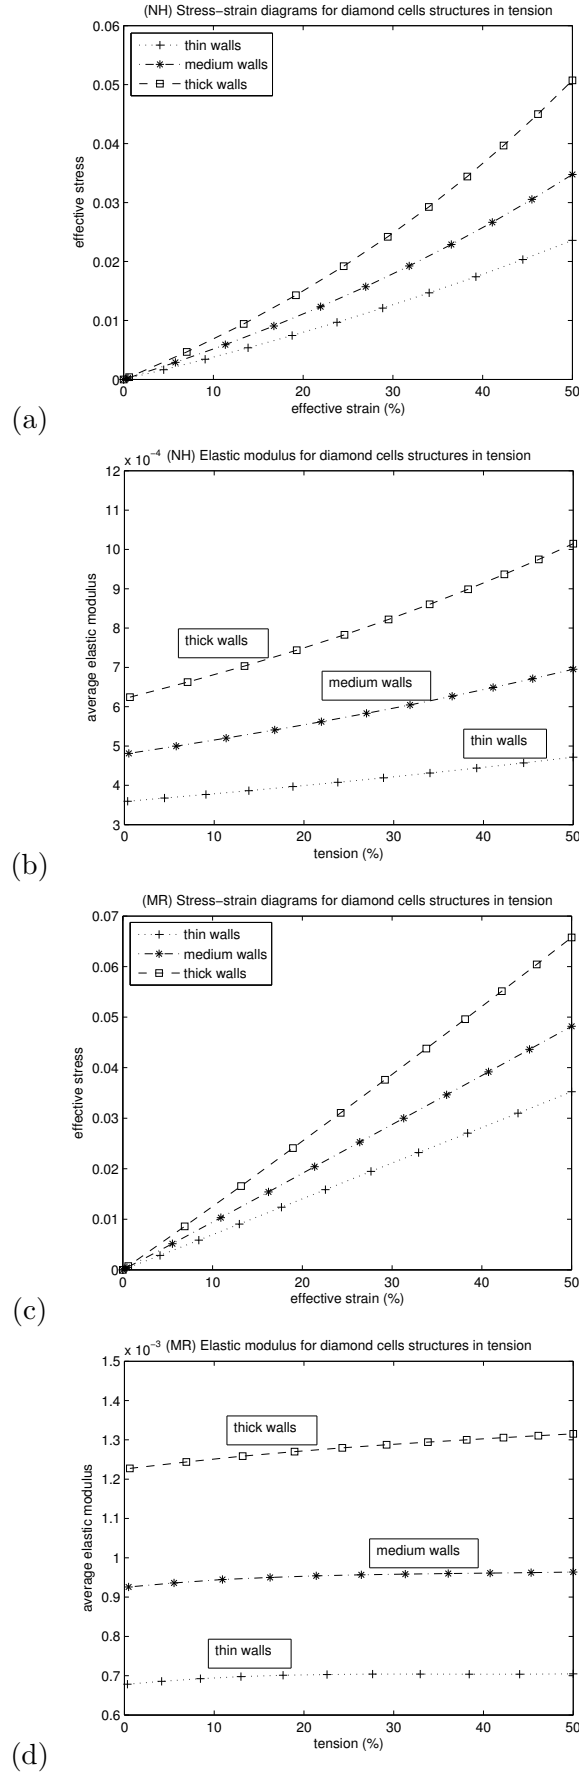 (NH) Stress−strain diagrams for diamond cells structures in tension
0.06
0.05
0.04
0.03
0.02
0.01
0
effective stress
thin walls
medium walls
thick walls
0 10 20 30 40 50
effective strain (%)
(a)
x 10⁻⁴ (NH) Elastic modulus for diamond cells structures in tension
12
11
10
9
8
7
6
5
4
3
average elastic modulus
thick walls
medium walls
thin walls
0 10 20 30 40 50
tension (%)
(b)
(MR) Stress−strain diagrams for diamond cells structures in tension
0.07
0.06
0.05
0.04
0.03
0.02
0.01
0
effective stress
thin walls
medium walls
thick walls
0 10 20 30 40 50
effective strain (%)
(c)
x 10⁻³ (MR) Elastic modulus for diamond cells structures in tension
1.5
1.4
1.3
1.2
1.1
1
0.9
0.8
0.7
0.6
average elastic modulus
thick walls
medium walls
thin walls
0 10 20 30 40 50
tension (%)
(d)